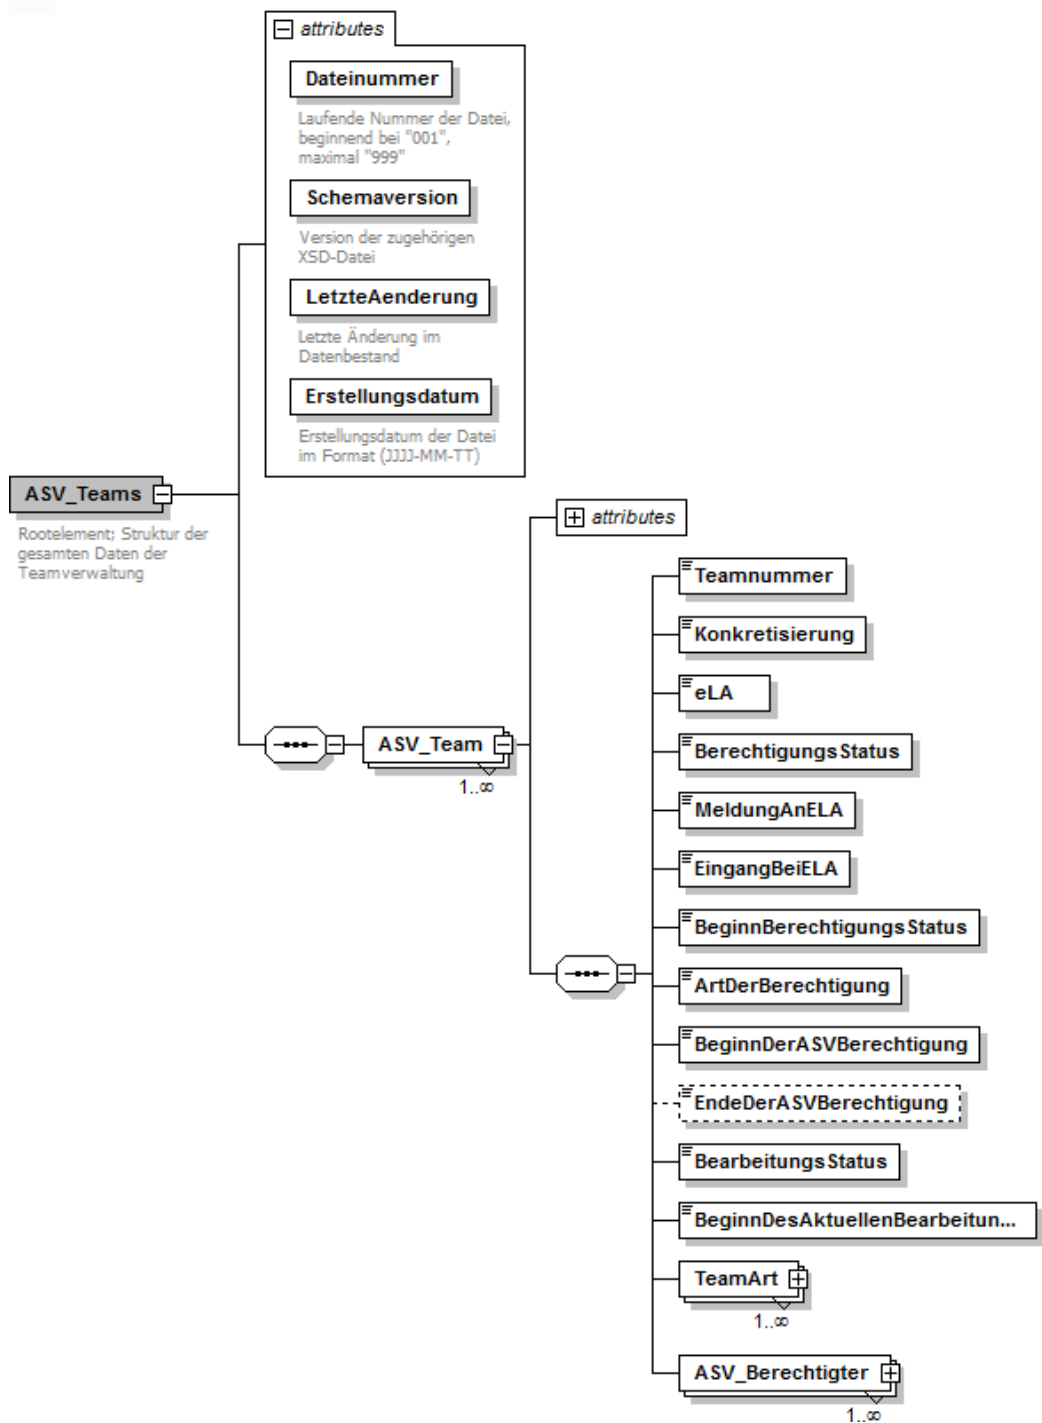 attributes
Dateinummer
Laufende Nummer der Datei,
beginnend bei "001",
maximal "999"
Schemaversion
Version der zugehörigen
XSD-Datei
LetzteAenderung
Letzte Änderung im
Datenbestand
Erstellungsdatum
Erstellungsdatum der Datei
im Format (JJJJ-MM-TT)
ASV_Teams
Rootelement; Struktur der
gesamten Daten der
Teamverwaltung
ASV_Team
1..∞
attributes
Teamnummer
Konkretisierung
eLA
BerechtigungsStatus
MeldungAnELA
EingangBeiELA
BeginnBerechtigungsStatus
ArtDerBerechtigung
BeginnDerASVBerechtigung
EndeDerASVBerechtigung
BearbeitungsStatus
BeginnDesAktuellenBearbeitun...
TeamArt
1..∞
ASV_Berechtigter
1..∞